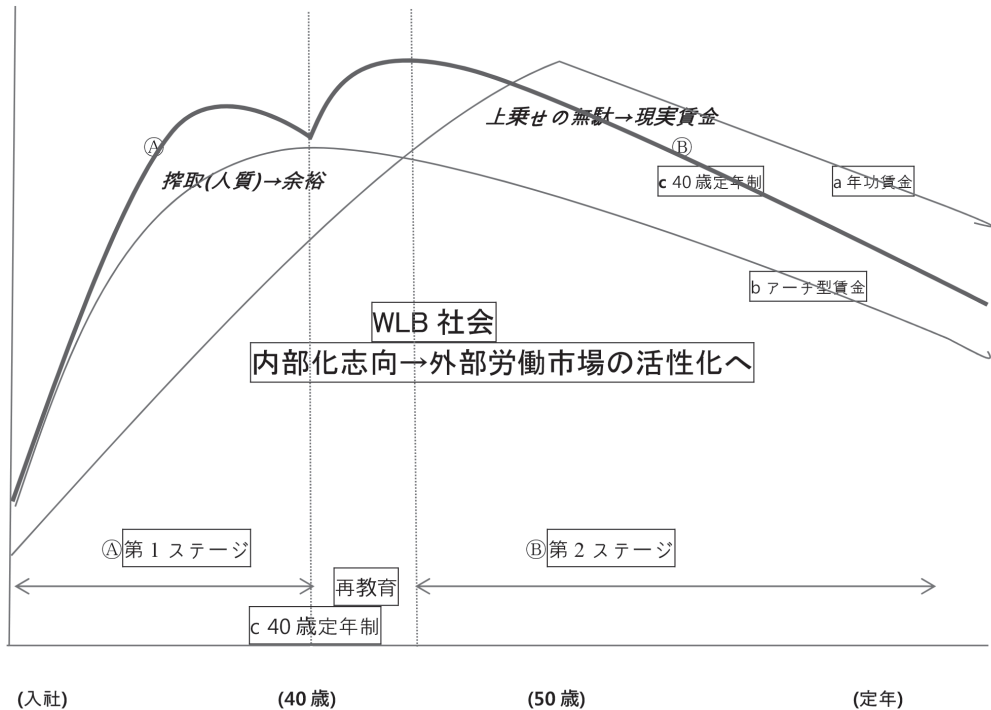 上乗せの無駄→現実賃金
Ⓐ
Ⓑ
搾取(人質)→余裕
c 40 歳定年制
a 年功賃金
b アーチ型賃金
WLB 社会
内部化志向→外部労働市場の活性化へ
Ⓐ第 1 ステージ
Ⓑ第 2 ステージ
再教育
c 40 歳定年制
(入社)
(40 歳)
(50 歳)
(定年)